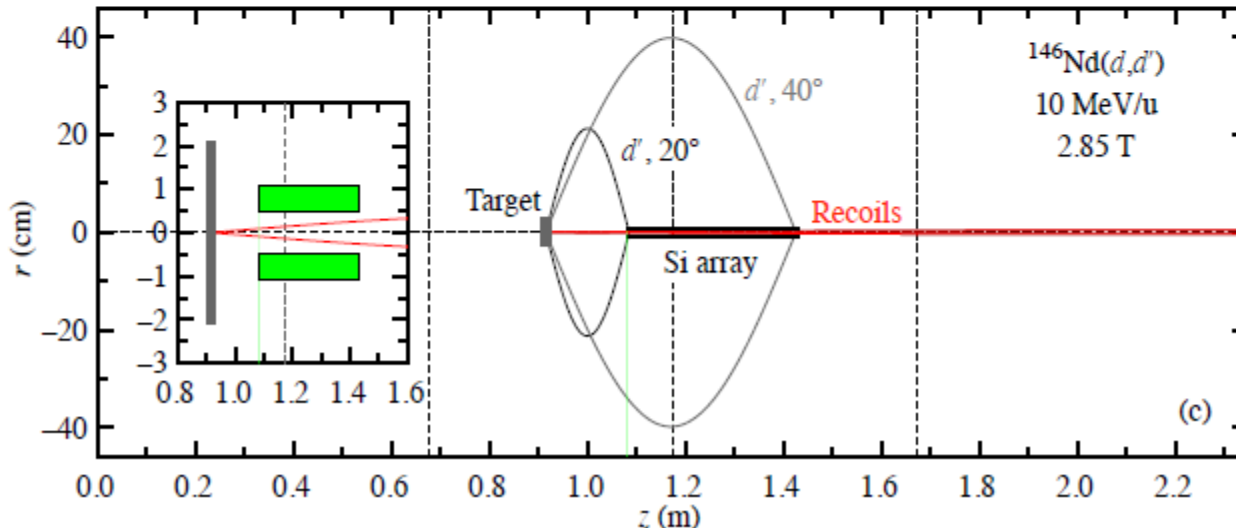 40
20
0
−20
−40
r (cm)
3
2
1
0
−1
−2
−3
0.8 1.0 1.2 1.4 1.6
Target
d′, 20°
d′, 40°
Si array
Recoils
¹⁴⁶Nd(d,d′)
10 MeV/u
2.85 T
(c)
0.0 0.2 0.4 0.6 0.8 1.0 1.2 1.4 1.6 1.8 2.0 2.2
z (m)